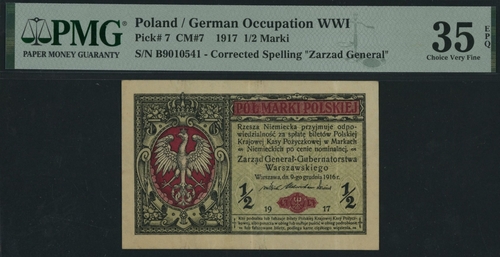 PMG
PAPER MONEY GUARANTY
Poland / German Occupation WWI
Pick# 7 CM#7 1917 1/2 Marki
S/N B9010541 - Corrected Spelling "Zarzad General"
35
EPQ
Choice Very Fine
PÓŁ MARKI POLSKIEJ
Rzesza Niemiecka przyjmuje odpo-
wiedzialność za spłatę biletów Polskiej
Krajowej Kasy Pożyczkowej w Markach
Niemieckich po cenie nominalnej.
Zarząd General-Gubernatorstwa
Warszawskiego
Warszawa, dn. 9-go grudnia 1916 r.
1/2
1/2
19 17